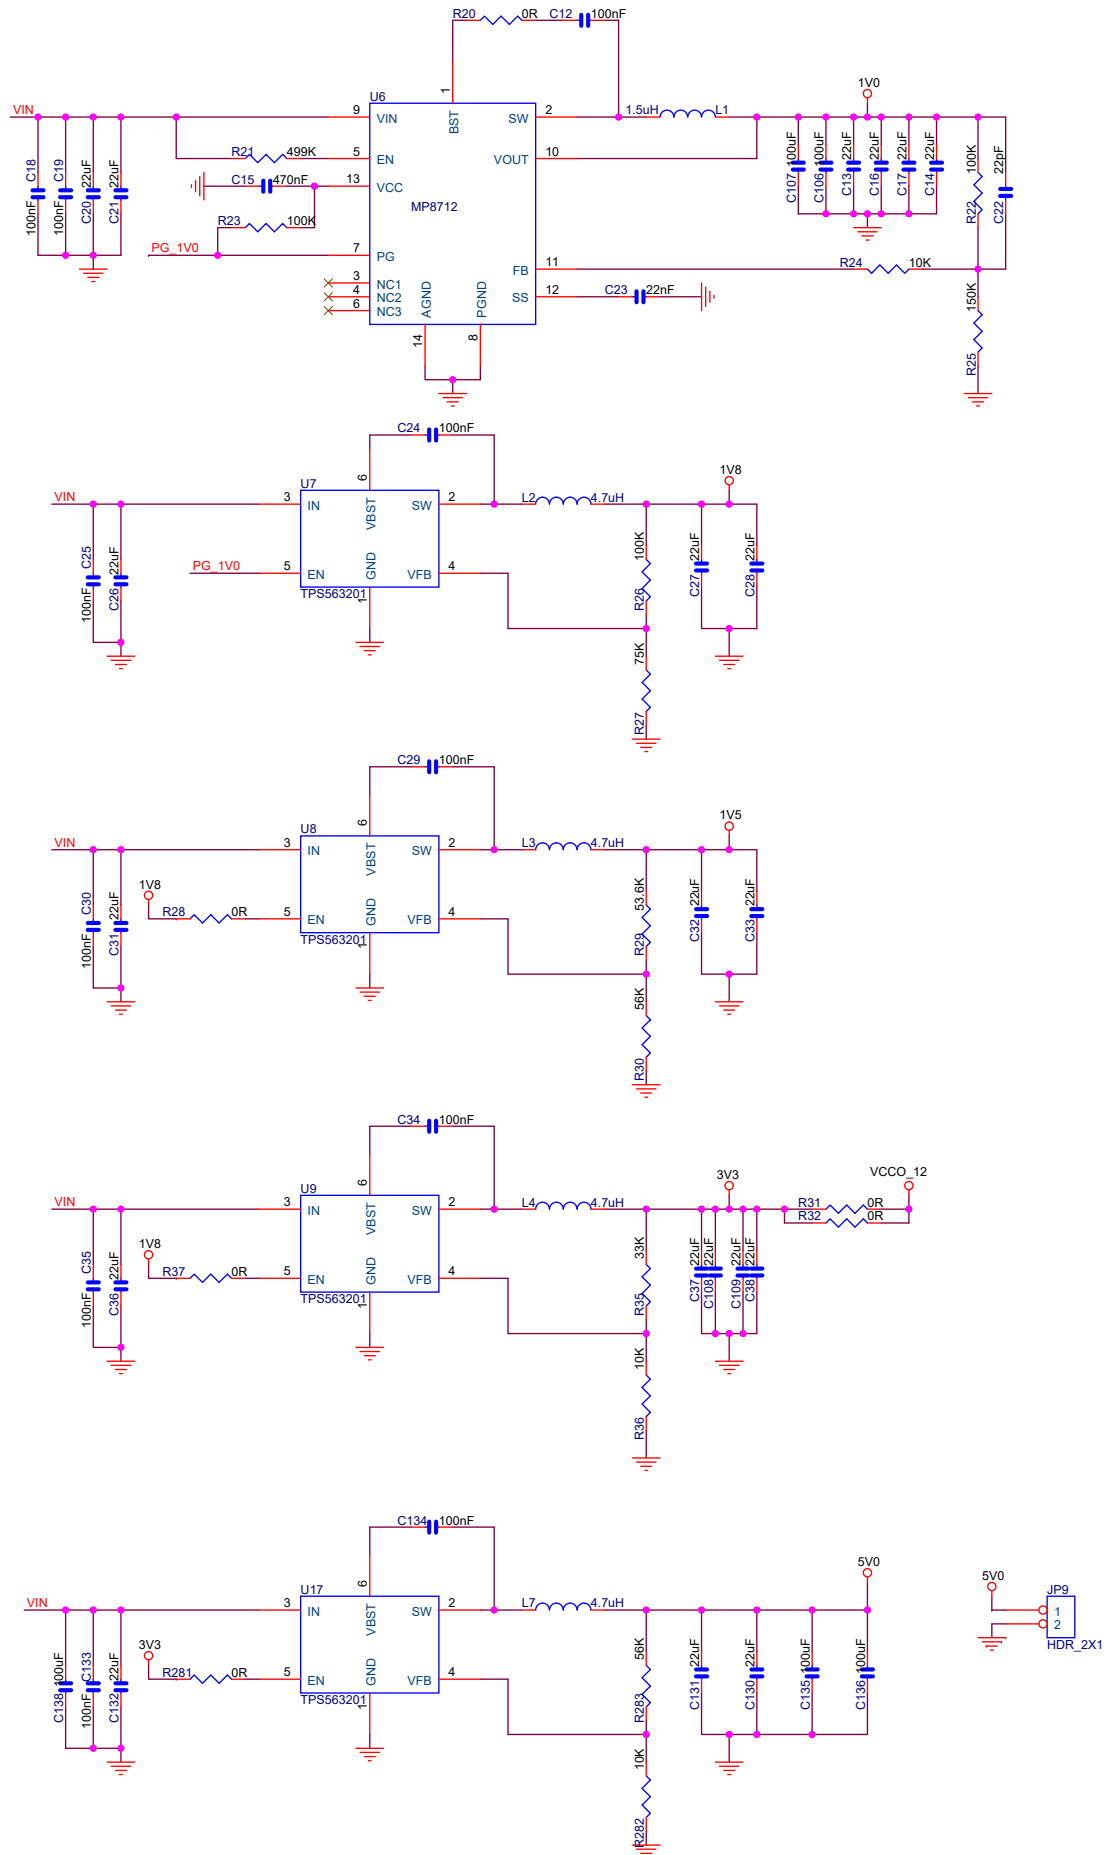 R20 0R C12 100nF
1V0
VIN
U6
1
9 VIN BST SW 2 1.5uH L1
R21 499K 5 EN VOUT 10
C15 470nF 13 VCC
MP8712
R23 100K
PG_1V0 7 PG
3 NC1
4 NC2
6 NC3
AGND PGND
14 8
FB 11 R24 10K
SS 12 C23 22nF
C18 100nF
C19 100nF
C20 22uF
C21 22uF
C107 100uF
C106 100uF
C13 22uF
C16 22uF
C17 22uF
C14 22uF
R22 100K
C22 22pF
R25 150K
C24 100nF
1V8
VIN
U7
6
3 IN VBST SW 2 L2 4.7uH
PG_1V0 5 EN GND VFB 4
TPS563201
1
C25 100nF
C26 22uF
R26 100K
R27 75K
C27 22uF
C28 22uF
C29 100nF
1V5
VIN
U8
6
3 IN VBST SW 2 L3 4.7uH
1V8
R28 0R 5 EN GND VFB 4
TPS563201
1
C30 100nF
C31 22uF
R29 53.6K
R30 56K
C32 22uF
C33 22uF
C34 100nF
3V3
VCCO_12
VIN
U9
6
3 IN VBST SW 2 L4 4.7uH
R31 0R
R32 0R
1V8
R37 0R 5 EN GND VFB 4
TPS563201
1
C35 100nF
C36 22uF
R35 33K
R36 10K
C37 22uF
C108 22uF
C109 22uF
C38 22uF
C134 100nF
5V0
VIN
U17
6
3 IN VBST SW 2 L7 4.7uH
3V3
R281 0R 5 EN GND VFB 4
TPS563201
1
C138 100uF
C133 100nF
C132 22uF
R283 56K
R282 10K
C131 22uF
C130 22uF
C135 100uF
C136 100uF
5V0
JP9
1
2
HDR_2X1